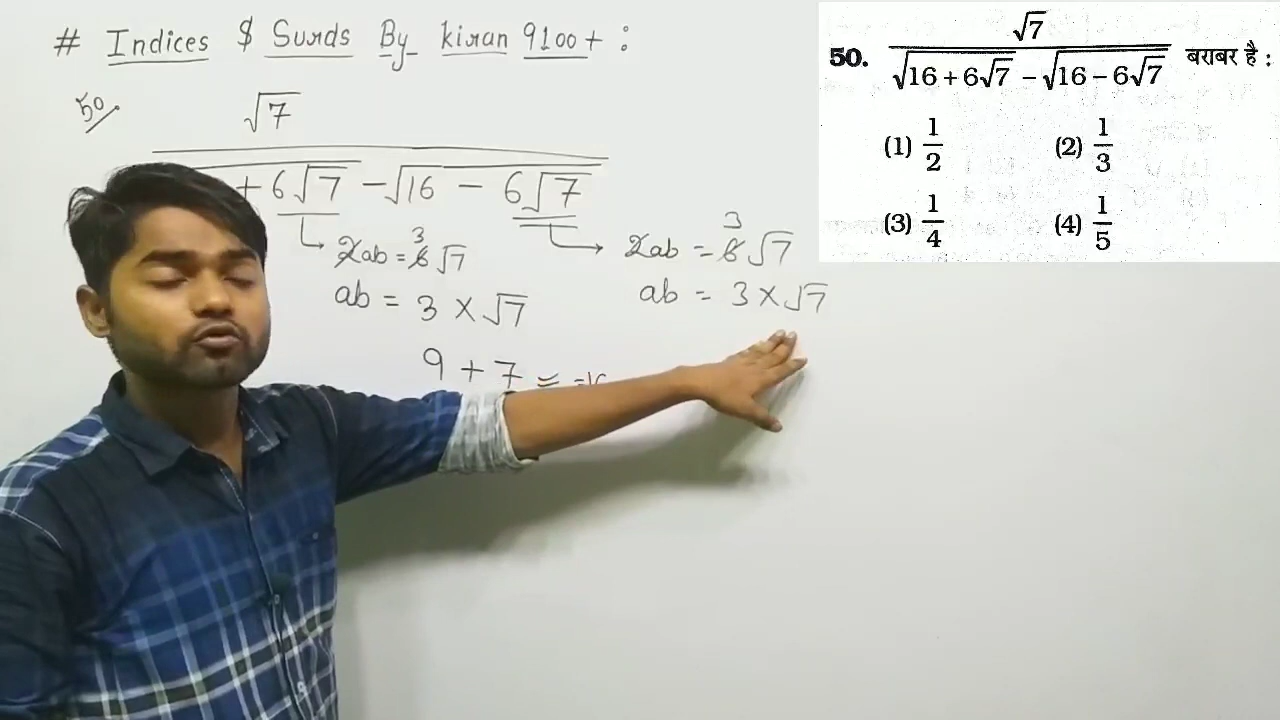 # Indices $ Surds By kiran 9100+ :
50
√7
+ 6√7 − √16 − 6√7
2ab = 6√7
3
ab = 3 × √7
9 + 7 =
3
2ab = 6√7
ab = 3 × √7
50. √7 / (√(16 + 6√7) − √(16 − 6√7)) बराबर है :
(1) 1/2 (2) 1/3
(3) 1/4 (4) 1/5